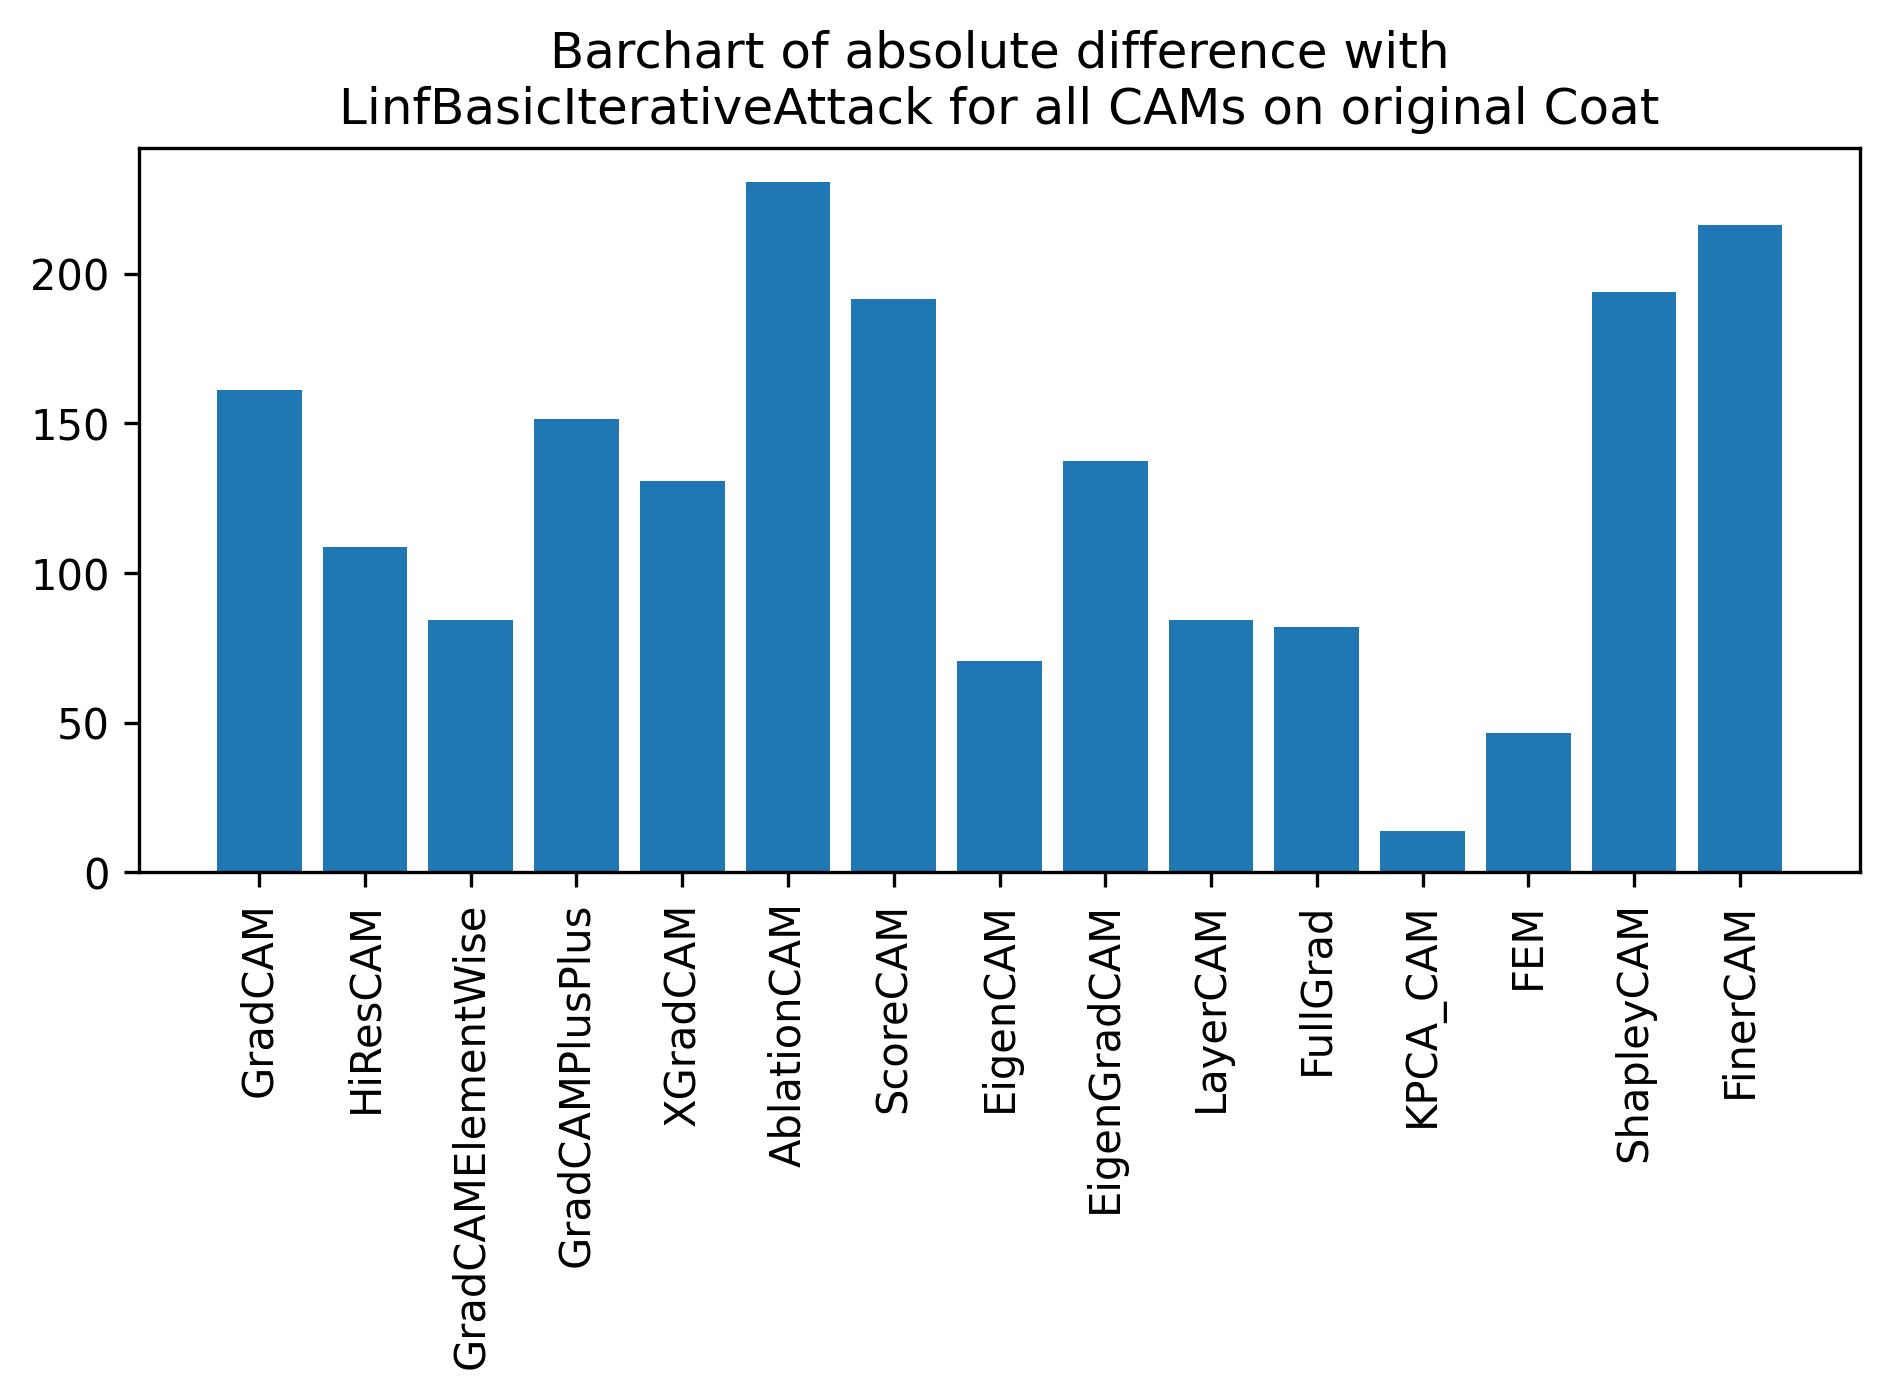 Barchart of absolute difference with
LinfBasicIterativeAttack for all CAMs on original Coat
200
150
100
50
0
GradCAM
HiResCAM
GradCAMElementWise
GradCAMPlusPlus
XGradCAM
AblationCAM
ScoreCAM
EigenCAM
EigenGradCAM
LayerCAM
FullGrad
KPCA_CAM
FEM
ShapleyCAM
FinerCAM